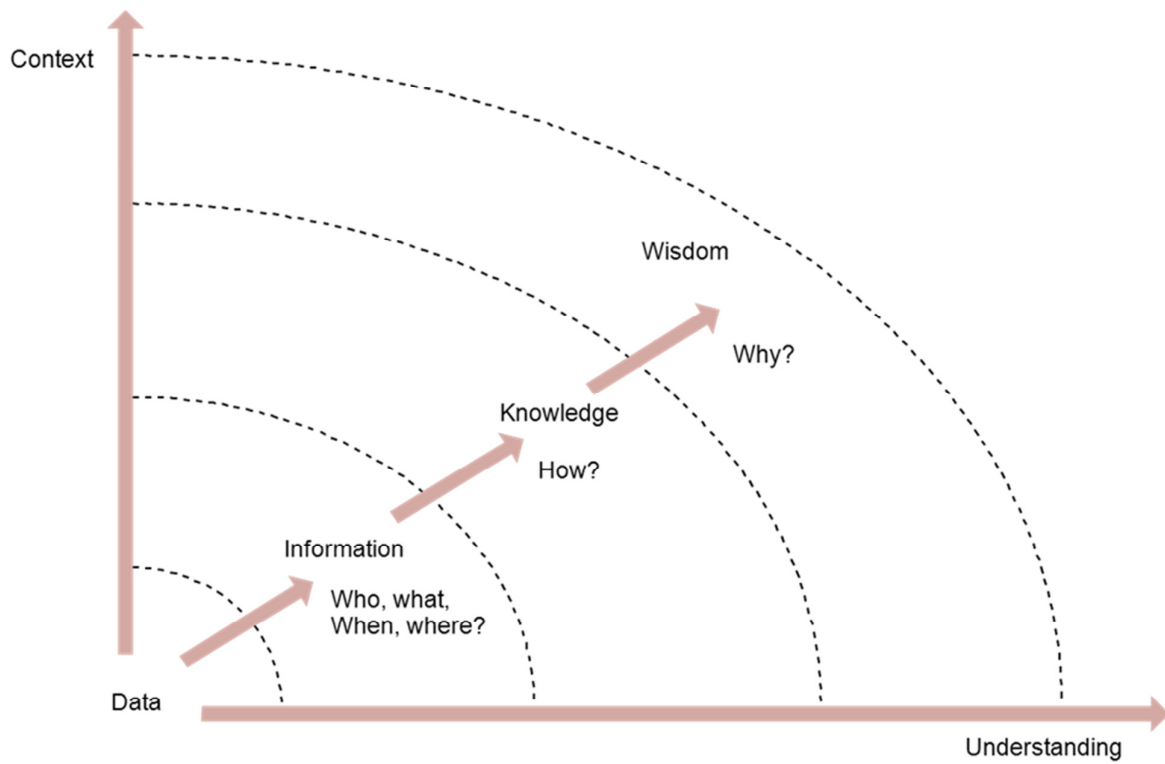 Context
Wisdom
Why?
Knowledge
How?
Information
Who, what,
When, where?
Data
Understanding